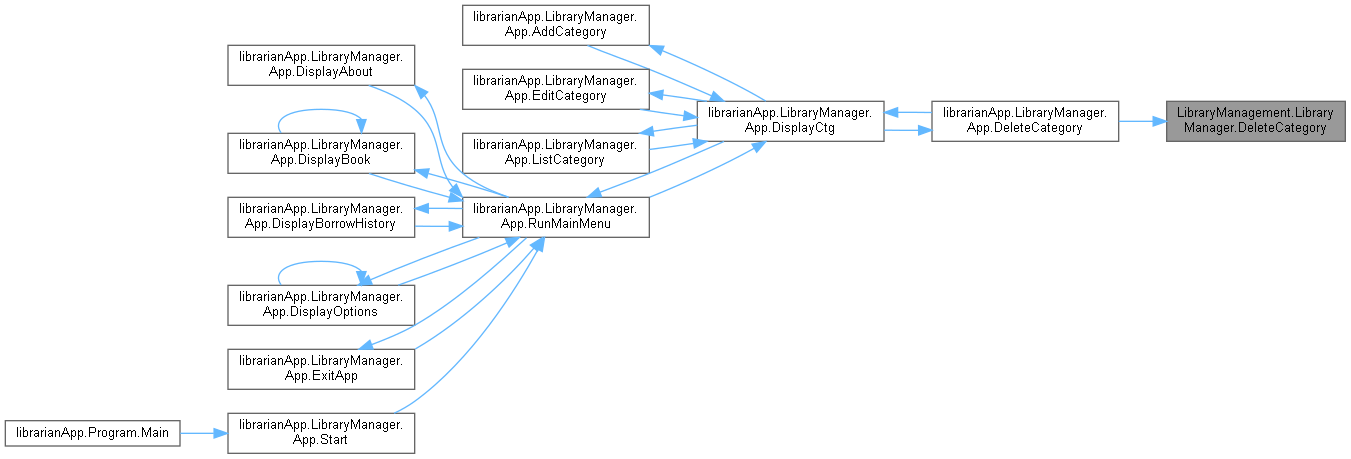 librarianApp.LibraryManager.
App.AddCategory
librarianApp.LibraryManager.
App.DisplayAbout
librarianApp.LibraryManager.
App.EditCategory
librarianApp.LibraryManager.
App.DisplayCtg
librarianApp.LibraryManager.
App.DeleteCategory
LibraryManagement.Library
Manager.DeleteCategory
librarianApp.LibraryManager.
App.DisplayBook
librarianApp.LibraryManager.
App.ListCategory
librarianApp.LibraryManager.
App.DisplayBorrowHistory
librarianApp.LibraryManager.
App.RunMainMenu
librarianApp.LibraryManager.
App.DisplayOptions
librarianApp.LibraryManager.
App.ExitApp
librarianApp.Program.Main
librarianApp.LibraryManager.
App.Start